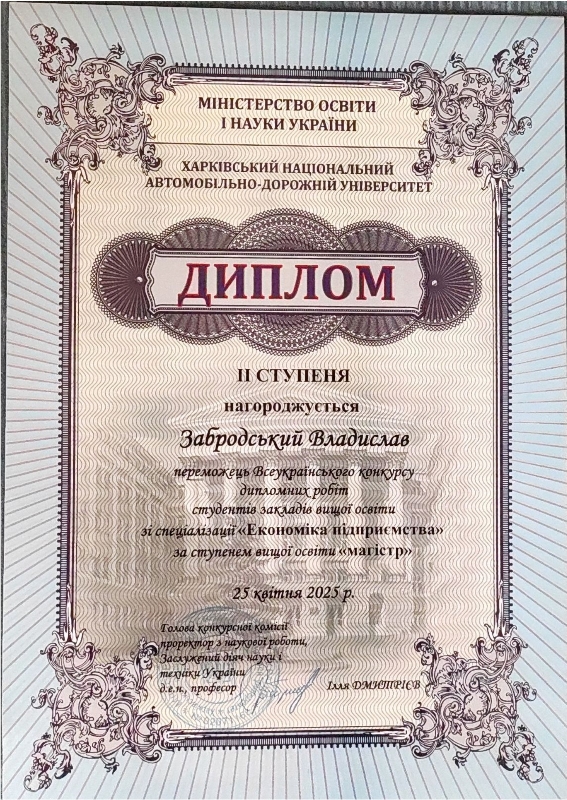 МІНІСТЕРСТВО ОСВІТИ
І НАУКИ УКРАЇНИ
ХАРКІВСЬКИЙ НАЦІОНАЛЬНИЙ
АВТОМОБІЛЬНО-ДОРОЖНІЙ УНІВЕРСИТЕТ
ДИПЛОМ
ІІ СТУПЕНЯ
нагороджується
Забродський Владислав
переможець Всеукраїнського конкурсу
дипломних робіт
студентів закладів вищої освіти
зі спеціалізації «Економіка підприємства»
за ступенем вищої освіти «магістр»
25 квітня 2025 р.
Голова конкурсної комісії
проректор з наукової роботи,
Заслужений діяч науки і
техніки України
д.е.н., професор
Ілля ДМИТРІЄВ